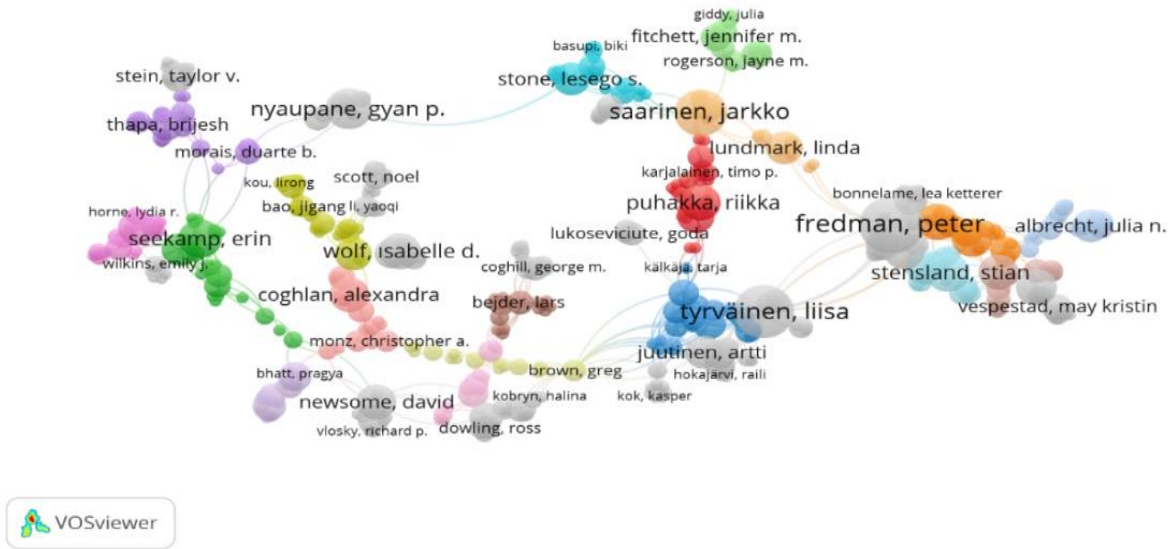 giddy, julia
fitchett, jennifer m.
rogerson, jayne m.
basupi, biki
stone, lesego s.
stein, taylor v.
nyaupane, gyan p.
saarinen, jarkko
thapa, brijesh
morais, duarte b.
lundmark, linda
karjalainen, timo p.
kou, lirong
scott, noel
bonnelame, lea ketterer
bao, jigang
li, yaoqi
puhakka, riikka
horne, lydia r.
fredman, peter
albrecht, julia n.
seekamp, erin
lukoseviciute, goda
wolf, isabelle d.
wilkins, emily j.
coghill, george m.
kälkäjä, tarja
stensland, stian
coghlan, alexandra
bejder, lars
tyrväinen, liisa
vespestad, may kristin
monz, christopher a.
juutinen, artti
bhatt, pragya
brown, greg
hokajärvi, raili
newsome, david
kobryn, halina
kok, kasper
vlosky, richard p.
dowling, ross
VOSviewer